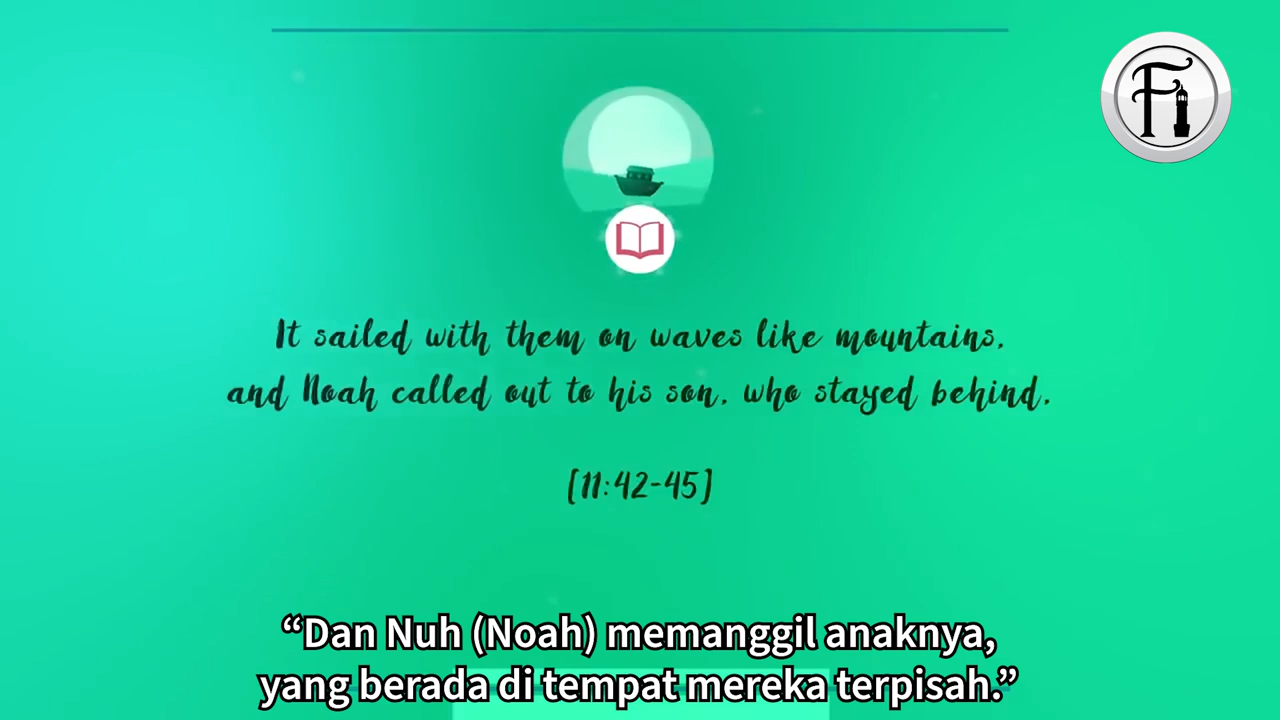 Fi
It sailed with them on waves like mountains,
and Noah called out to his son, who stayed behind,
[11:42-45]
“Dan Nuh (Noah) memanggil anaknya,
yang berada di tempat mereka terpisah.”